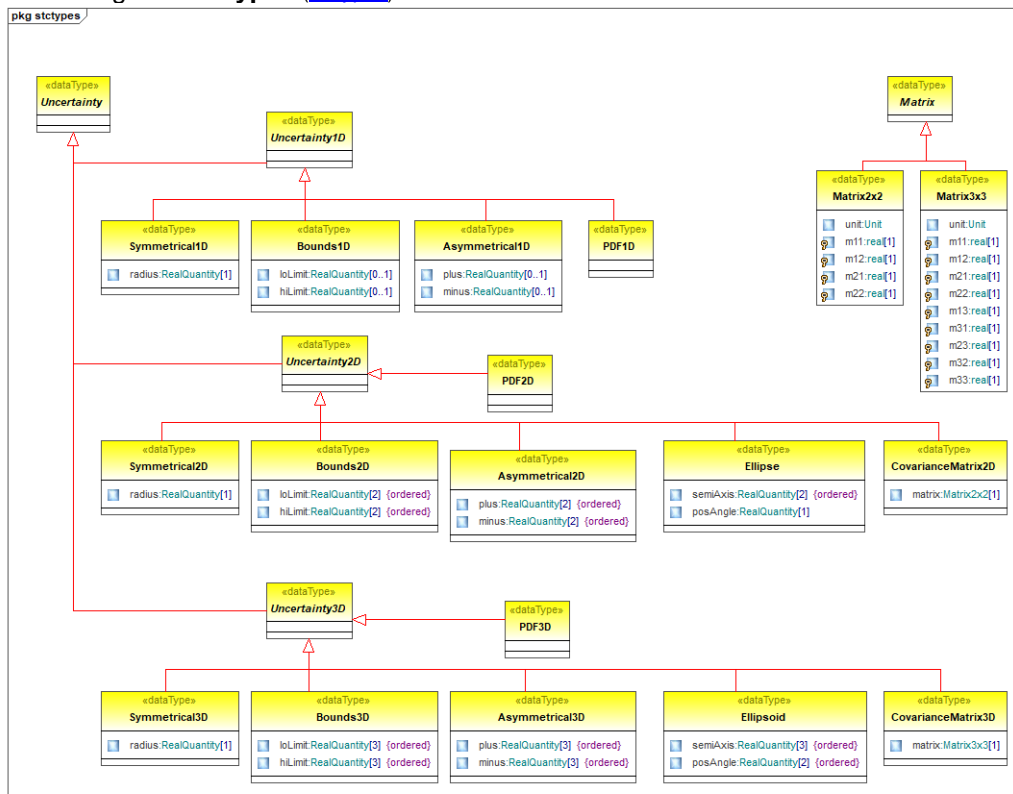 pkg stctypes
«dataType»
Uncertainty
«dataType»
Matrix
«dataType»
Uncertainty1D
«dataType»
Matrix2x2
unit:Unit
m11:real[1]
m12:real[1]
m21:real[1]
m22:real[1]
«dataType»
Matrix3x3
unit:Unit
m11:real[1]
m12:real[1]
m21:real[1]
m22:real[1]
m13:real[1]
m31:real[1]
m23:real[1]
m32:real[1]
m33:real[1]
«dataType»
Symmetrical1D
radius:RealQuantity[1]
«dataType»
Bounds1D
loLimit:RealQuantity[0..1]
hiLimit:RealQuantity[0..1]
«dataType»
Asymmetrical1D
plus:RealQuantity[0..1]
minus:RealQuantity[0..1]
«dataType»
PDF1D
«dataType»
Uncertainty2D
«dataType»
PDF2D
«dataType»
Symmetrical2D
radius:RealQuantity[1]
«dataType»
Bounds2D
loLimit:RealQuantity[2] {ordered}
hiLimit:RealQuantity[2] {ordered}
«dataType»
Asymmetrical2D
plus:RealQuantity[2] {ordered}
minus:RealQuantity[2] {ordered}
«dataType»
Ellipse
semiAxis:RealQuantity[2] {ordered}
posAngle:RealQuantity[1]
«dataType»
CovarianceMatrix2D
matrix:Matrix2x2[1]
«dataType»
Uncertainty3D
«dataType»
PDF3D
«dataType»
Symmetrical3D
radius:RealQuantity[1]
«dataType»
Bounds3D
loLimit:RealQuantity[3] {ordered}
hiLimit:RealQuantity[3] {ordered}
«dataType»
Asymmetrical3D
plus:RealQuantity[3] {ordered}
minus:RealQuantity[3] {ordered}
«dataType»
Ellipsoid
semiAxis:RealQuantity[3] {ordered}
posAngle:RealQuantity[2] {ordered}
«dataType»
CovarianceMatrix3D
matrix:Matrix3x3[1]